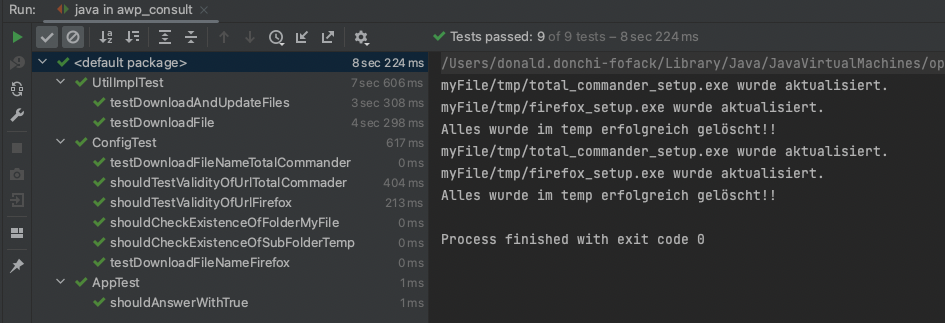 Run: java in awp_consult
Tests passed: 9 of 9 tests – 8 sec 224 ms
<default package> 8 sec 224 ms
UtilImplTest 7 sec 606 ms
testDownloadAndUpdateFiles 3 sec 308 ms
testDownloadFile 4 sec 298 ms
ConfigTest 617 ms
testDownloadFileNameTotalCommander 0 ms
shouldTestValidityOfUrlTotalCommader 404 ms
shouldTestValidityOfUrlFirefox 213 ms
shouldCheckExistenceOfFolderMyFile 0 ms
shouldCheckExistenceOfSubFolderTemp 0 ms
testDownloadFileNameFirefox 0 ms
AppTest 1 ms
shouldAnswerWithTrue 1 ms
/Users/donald.donchi-fofack/Library/Java/JavaVirtualMachines/op
myFile/tmp/total_commander_setup.exe wurde aktualisiert.
myFile/tmp/firefox_setup.exe wurde aktualisiert.
Alles wurde im temp erfolgreich gelöscht!!
myFile/tmp/total_commander_setup.exe wurde aktualisiert.
myFile/tmp/firefox_setup.exe wurde aktualisiert.
Alles wurde im temp erfolgreich gelöscht!!
Process finished with exit code 0